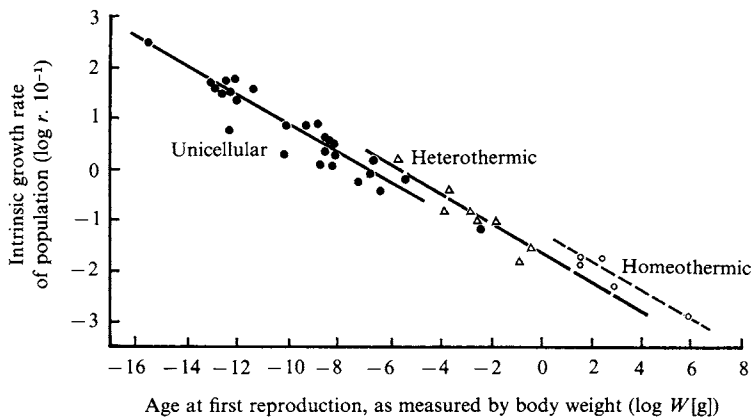 Intrinsic growth rate
of population (log r. 10⁻¹)
3
2
1
0
−1
−2
−3
Unicellular
Heterothermic
Homeothermic
−16 −14 −12 −10 −8 −6 −4 −2 0 2 4 6 8
Age at first reproduction, as measured by body weight (log W[g])